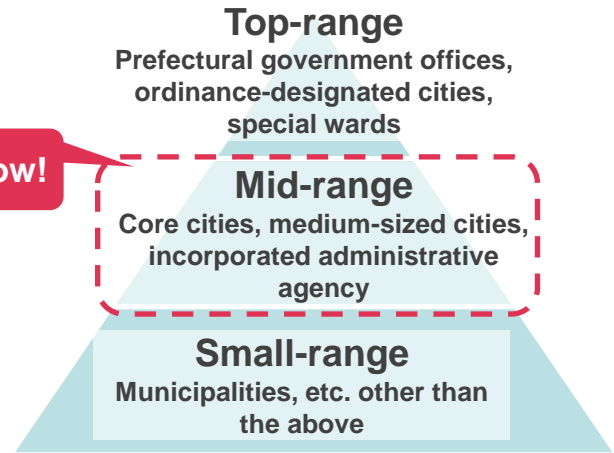 Top-range
Prefectural government offices,
ordinance-designated cities,
special wards
ow!
Mid-range
Core cities, medium-sized cities,
incorporated administrative
agency
Small-range
Municipalities, etc. other than
the above